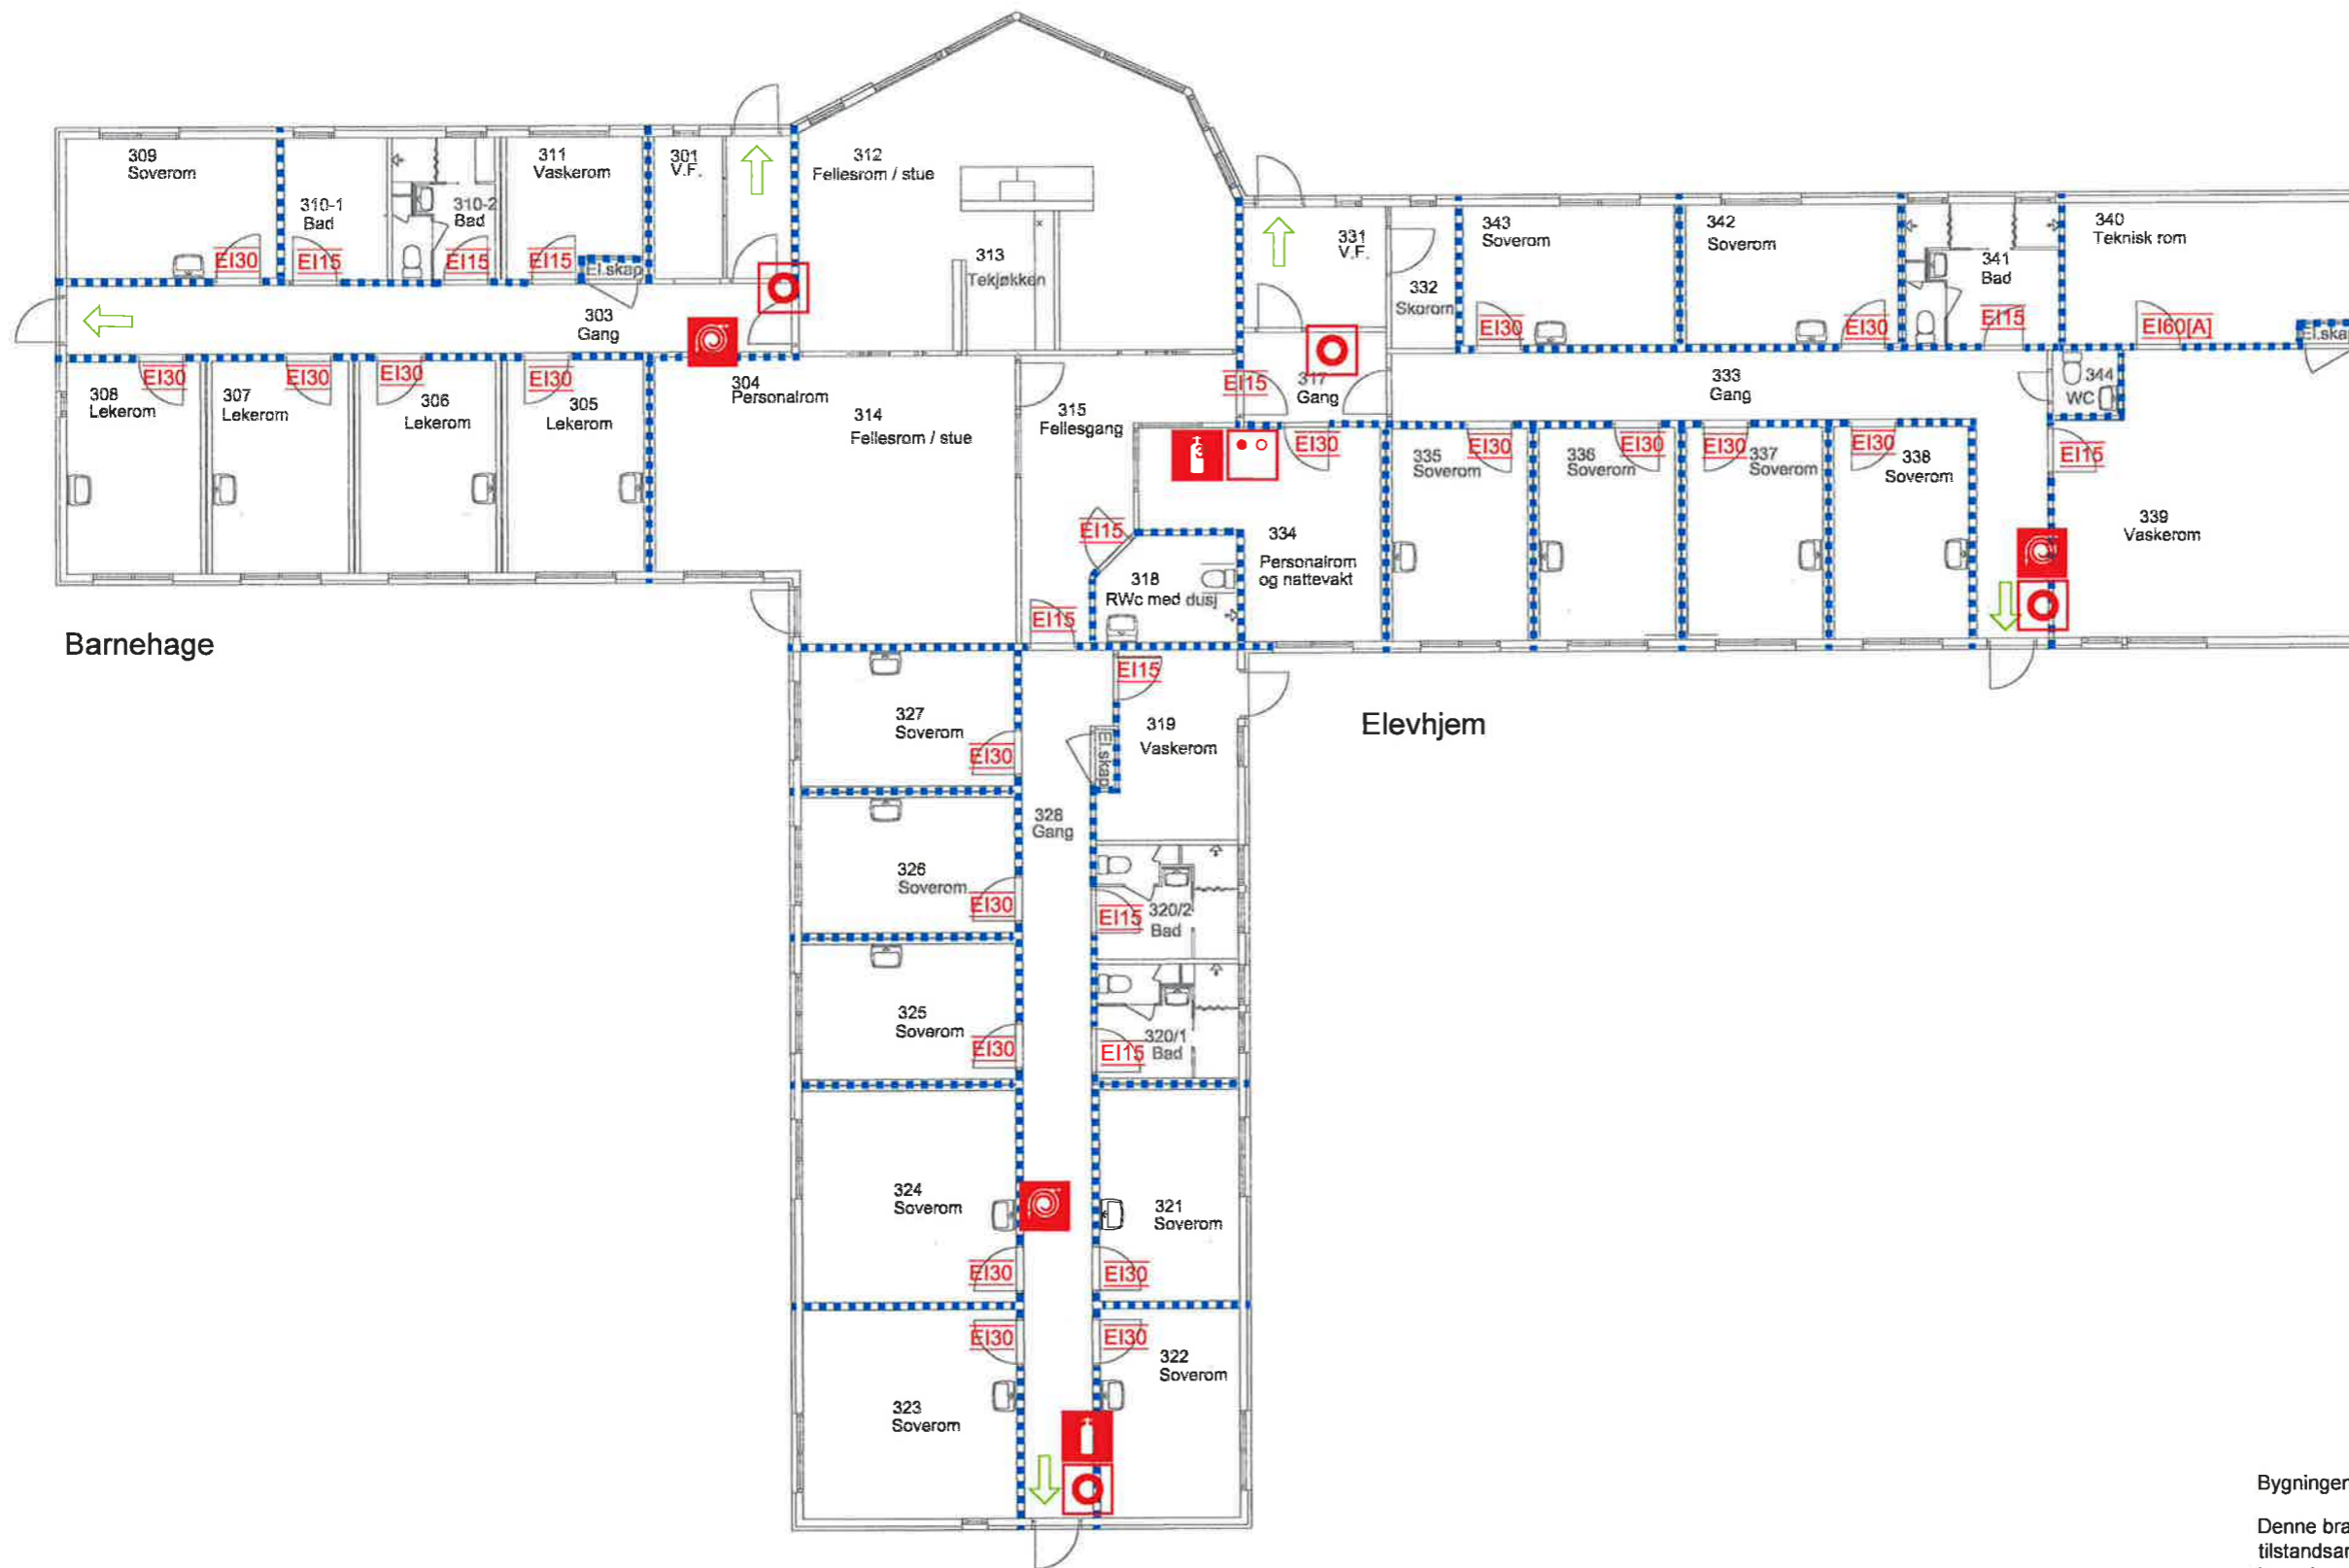 309
Soverom
310-1
Bad
310-2
Bad
311
Vaskerom
301
V.F.
312
Fellesrom / stue
EI30
EI15
EI15
EI15
El.skap
313
Tekjøkken
331
V.F.
332
Skorom
343
Soverom
342
Soverom
341
Bad
340
Teknisk rom
EI30
EI30
EI15
EI60[A]
El.skap
303
Gang
EI30
EI30
EI30
EI30
308
Lekerom
307
Lekerom
306
Lekerom
305
Lekerom
304
Personalrom
314
Fellesrom / stue
315
Fellesgang
EI15
317
Gang
333
Gang
344
WC
EI30
EI30
EI30
EI30
EI30
EI15
335
Soverom
336
Soverom
337
Soverom
338
Soverom
339
Vaskerom
EI15
334
Personalrom
og nattevakt
318
RWc med dusj
EI15
Barnehage
Elevhjem
EI15
327
Soverom
EI30
319
Vaskerom
El.skap
328
Gang
326
Soverom
EI30
EI15
320/2
Bad
325
Soverom
EI30
EI15
320/1
Bad
324
Soverom
321
Soverom
EI30
EI30
EI30
EI30
322
Soverom
323
Soverom
Bygningen
Denne bra
tilstandsar